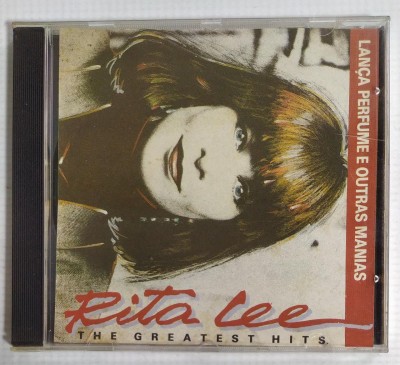 LANÇA PERFUME E OUTRAS MANIAS
Rita Lee
THE GREATEST HITS